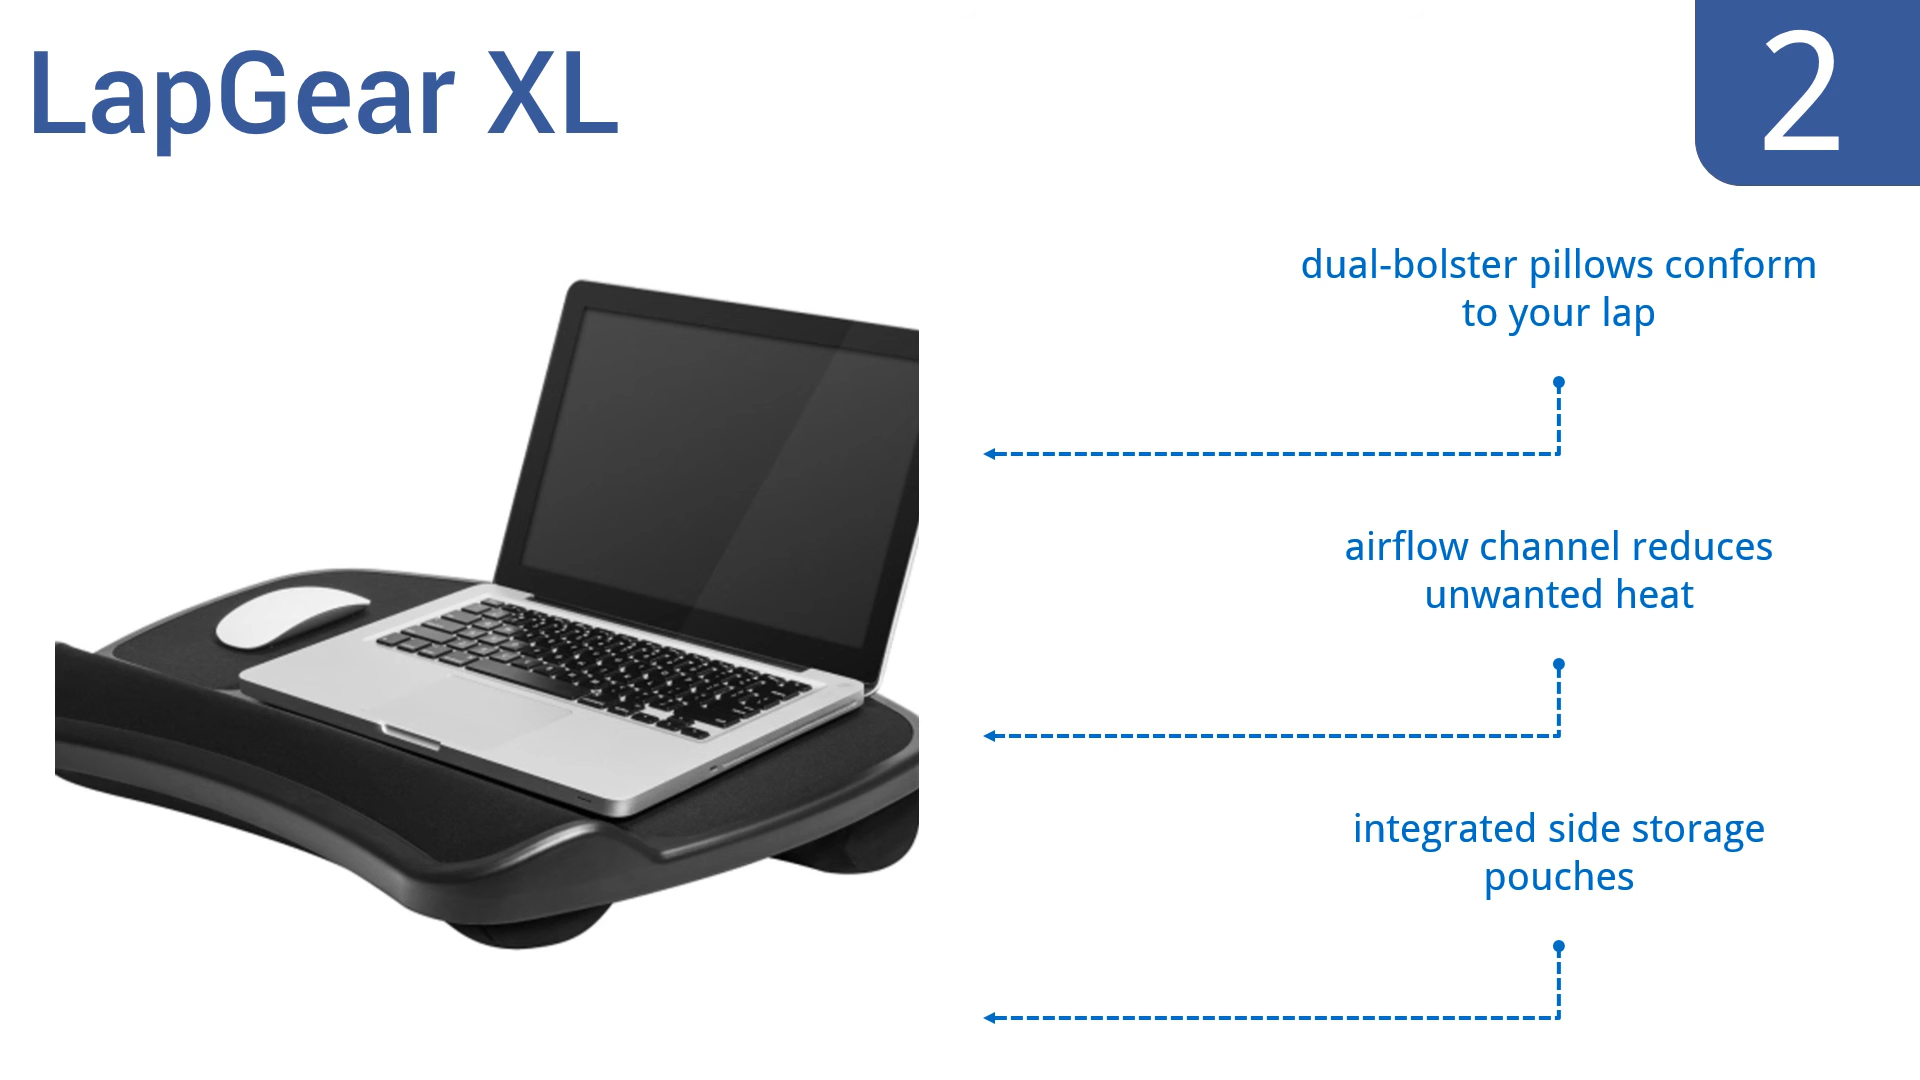 LapGear XL
2
dual-bolster pillows conform
to your lap
airflow channel reduces
unwanted heat
integrated side storage
pouches